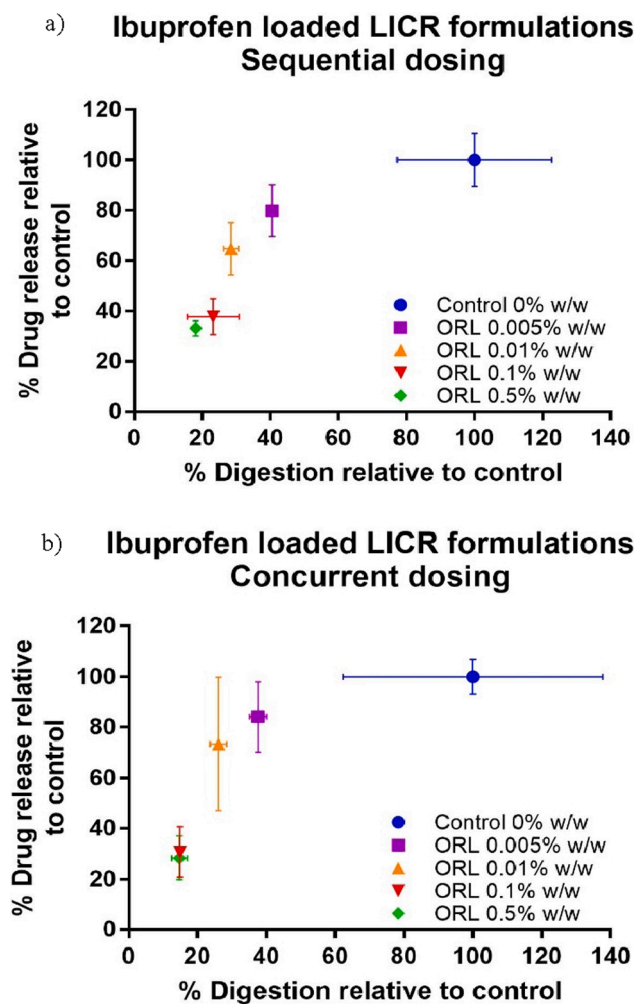 a)
Ibuprofen loaded LICR formulations
Sequential dosing
% Drug release relative
to control
120
100
80
60
40
20
0
Control 0% w/w
ORL 0.005% w/w
ORL 0.01% w/w
ORL 0.1% w/w
ORL 0.5% w/w
0 20 40 60 80 100 120 140
% Digestion relative to control
b)
Ibuprofen loaded LICR formulations
Concurrent dosing
% Drug release relative
to control
120
100
80
60
40
20
0
Control 0% w/w
ORL 0.005% w/w
ORL 0.01% w/w
ORL 0.1% w/w
ORL 0.5% w/w
0 20 40 60 80 100 120 140
% Digestion relative to control